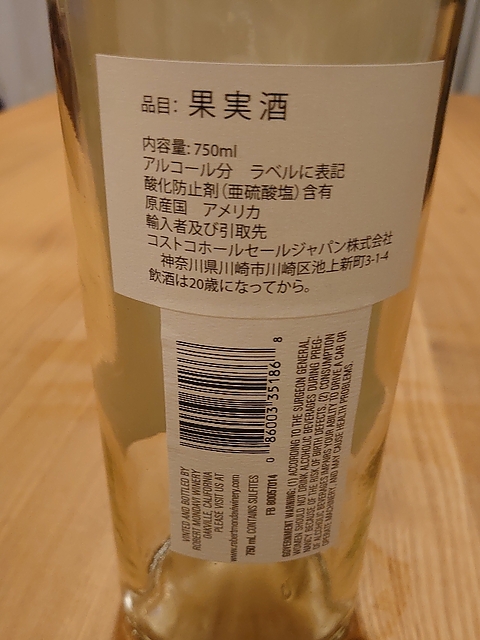 品目: 果実酒
内容量: 750ml
アルコール分　ラベルに表記
酸化防止剤（亜硫酸塩）含有
原産国　アメリカ
輸入者及び引取先
コストコホールセールジャパン株式会社
神奈川県川崎市川崎区池上新町3-1-4
飲酒は20歳になってから。
0 86003 35186 8
VINTED AND BOTTLED BY
ROBERT MONDAVI WINERY
OAKVILLE, CALIFORNIA
PLEASE VISIT US AT
www.robertmondaviwinery.com
750 mL CONTAINS SULFITES
FB 80067014
GOVERNMENT WARNING: (1) ACCORDING TO THE SURGEON GENERAL,
WOMEN SHOULD NOT DRINK ALCOHOLIC BEVERAGES DURING PREG-
NANCY BECAUSE OF THE RISK OF BIRTH DEFECTS. (2) CONSUMPTION
OF ALCOHOLIC BEVERAGES IMPAIRS YOUR ABILITY TO DRIVE A CAR OR
OPERATE MACHINERY, AND MAY CAUSE HEALTH PROBLEMS.